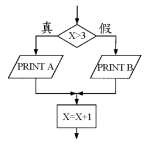 真 假
X>3
PRINT A PRINT B
X=X+1